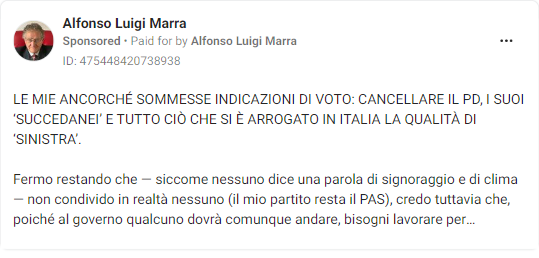 Alfonso Luigi Marra
Sponsored • Paid for by Alfonso Luigi Marra
ID: 475448420738938
LE MIE ANCORCHÉ SOMMESSE INDICAZIONI DI VOTO: CANCELLARE IL PD, I SUOI
‘SUCCEDANEI’ E TUTTO CIÒ CHE SI È ARROGATO IN ITALIA LA QUALITÀ DI
‘SINISTRA’.
Fermo restando che — siccome nessuno dice una parola di signoraggio e di clima
— non condivido in realtà nessuno (il mio partito resta il PAS), credo tuttavia che,
poiché al governo qualcuno dovrà comunque andare, bisogni lavorare per...